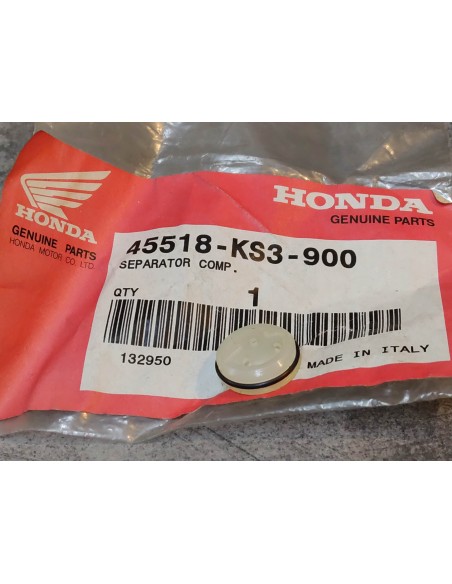 HONDA
GENUINE PARTS
HONDA MOTOR CO., LTD.
HONDA
GENUINE PARTS
45518-KS3-900
SEPARATOR COMP.
QTY 1
132950
MADE IN ITALY